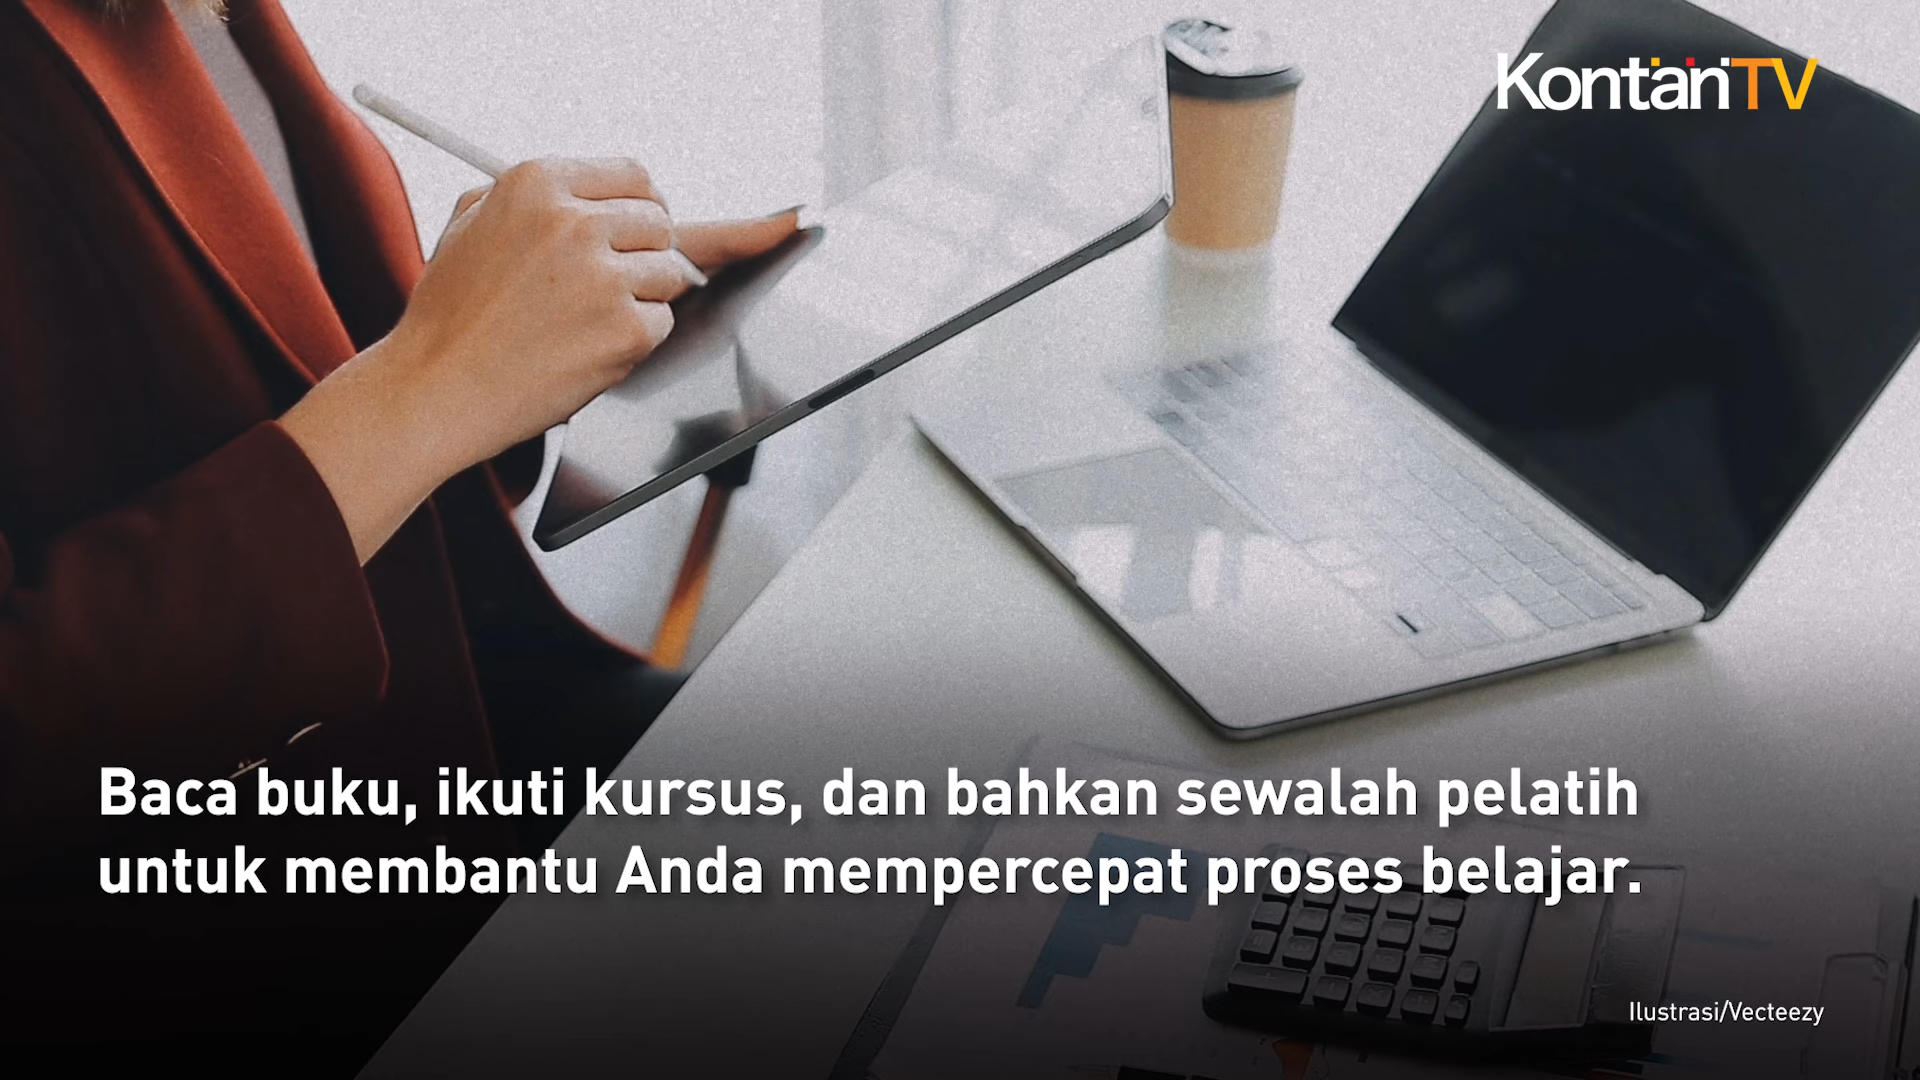 KontanTV
Baca buku, ikuti kursus, dan bahkan sewalah pelatih
untuk membantu Anda mempercepat proses belajar.
Ilustrasi/Vecteezy